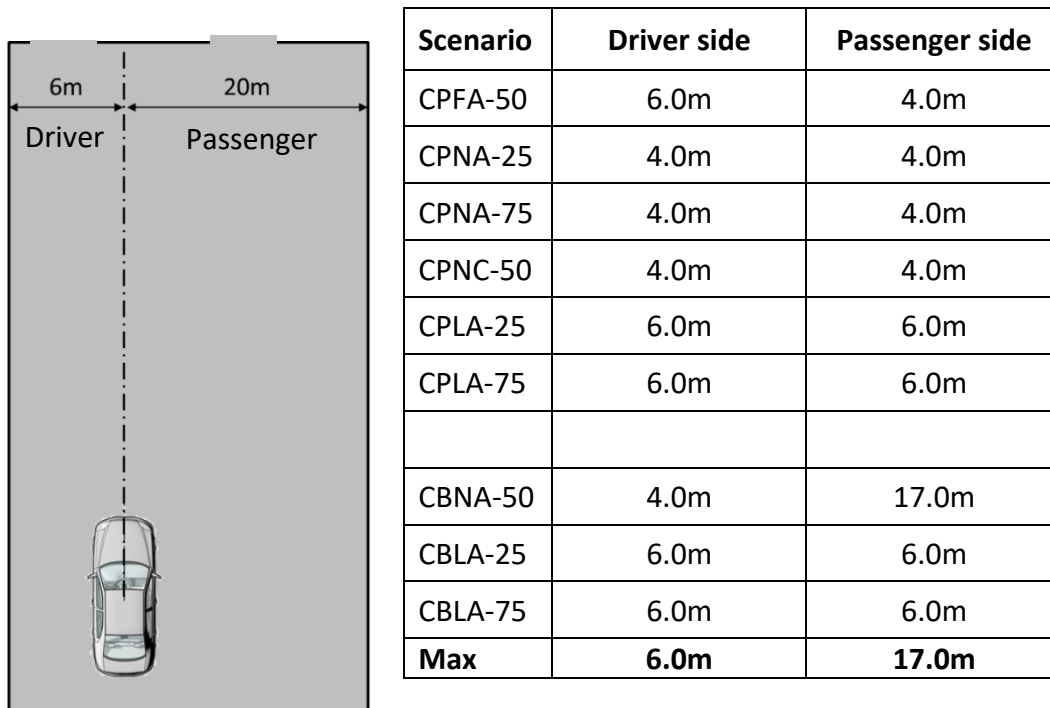 6m 20m
Driver Passenger
Scenario Driver side Passenger side
CPFA-50 6.0m 4.0m
CPNA-25 4.0m 4.0m
CPNA-75 4.0m 4.0m
CPNC-50 4.0m 4.0m
CPLA-25 6.0m 6.0m
CPLA-75 6.0m 6.0m
CBNA-50 4.0m 17.0m
CBLA-25 6.0m 6.0m
CBLA-75 6.0m 6.0m
Max 6.0m 17.0m